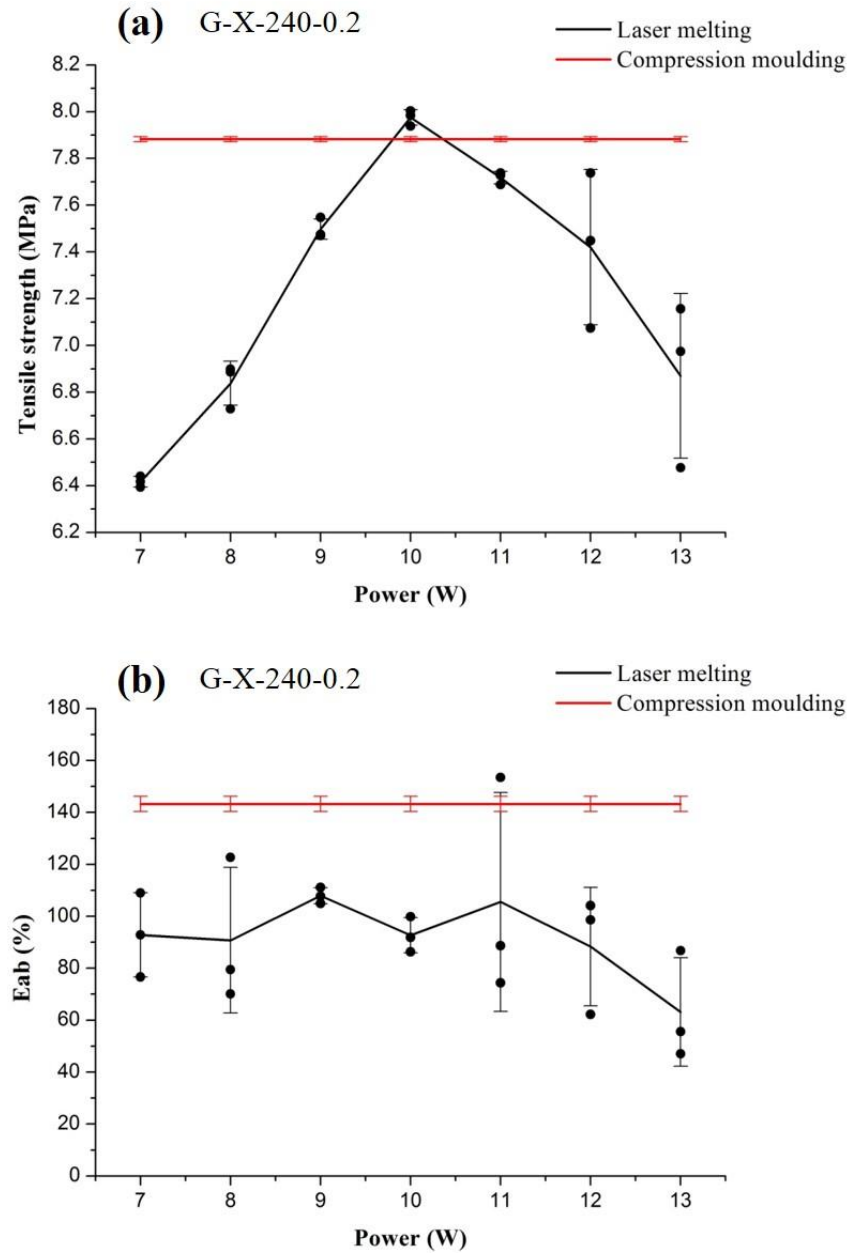 (a) G-X-240-0.2
Laser melting
Compression moulding
8.2
8.0
7.8
7.6
7.4
7.2
7.0
6.8
6.6
6.4
6.2
Tensile strength (MPa)
7 8 9 10 11 12 13
Power (W)
(b) G-X-240-0.2
Laser melting
Compression moulding
180
160
140
120
100
80
60
40
20
0
Eab (%)
7 8 9 10 11 12 13
Power (W)